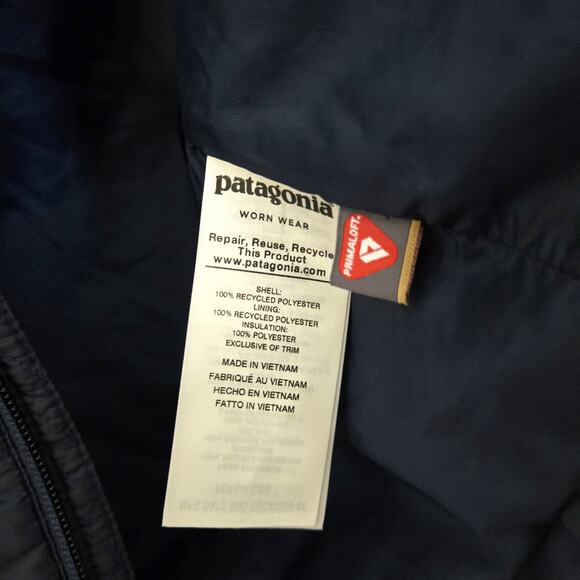 patagonia®
WORN WEAR
Repair, Reuse, Recycle
This Product
www.patagonia.com
SHELL:
100% RECYCLED POLYESTER
LINING:
100% RECYCLED POLYESTER
INSULATION:
100% POLYESTER
EXCLUSIVE OF TRIM
MADE IN VIETNAM
FABRIQUÉ AU VIETNAM
HECHO EN VIETNAM
FATTO IN VIETNAM
PRIMALOFT